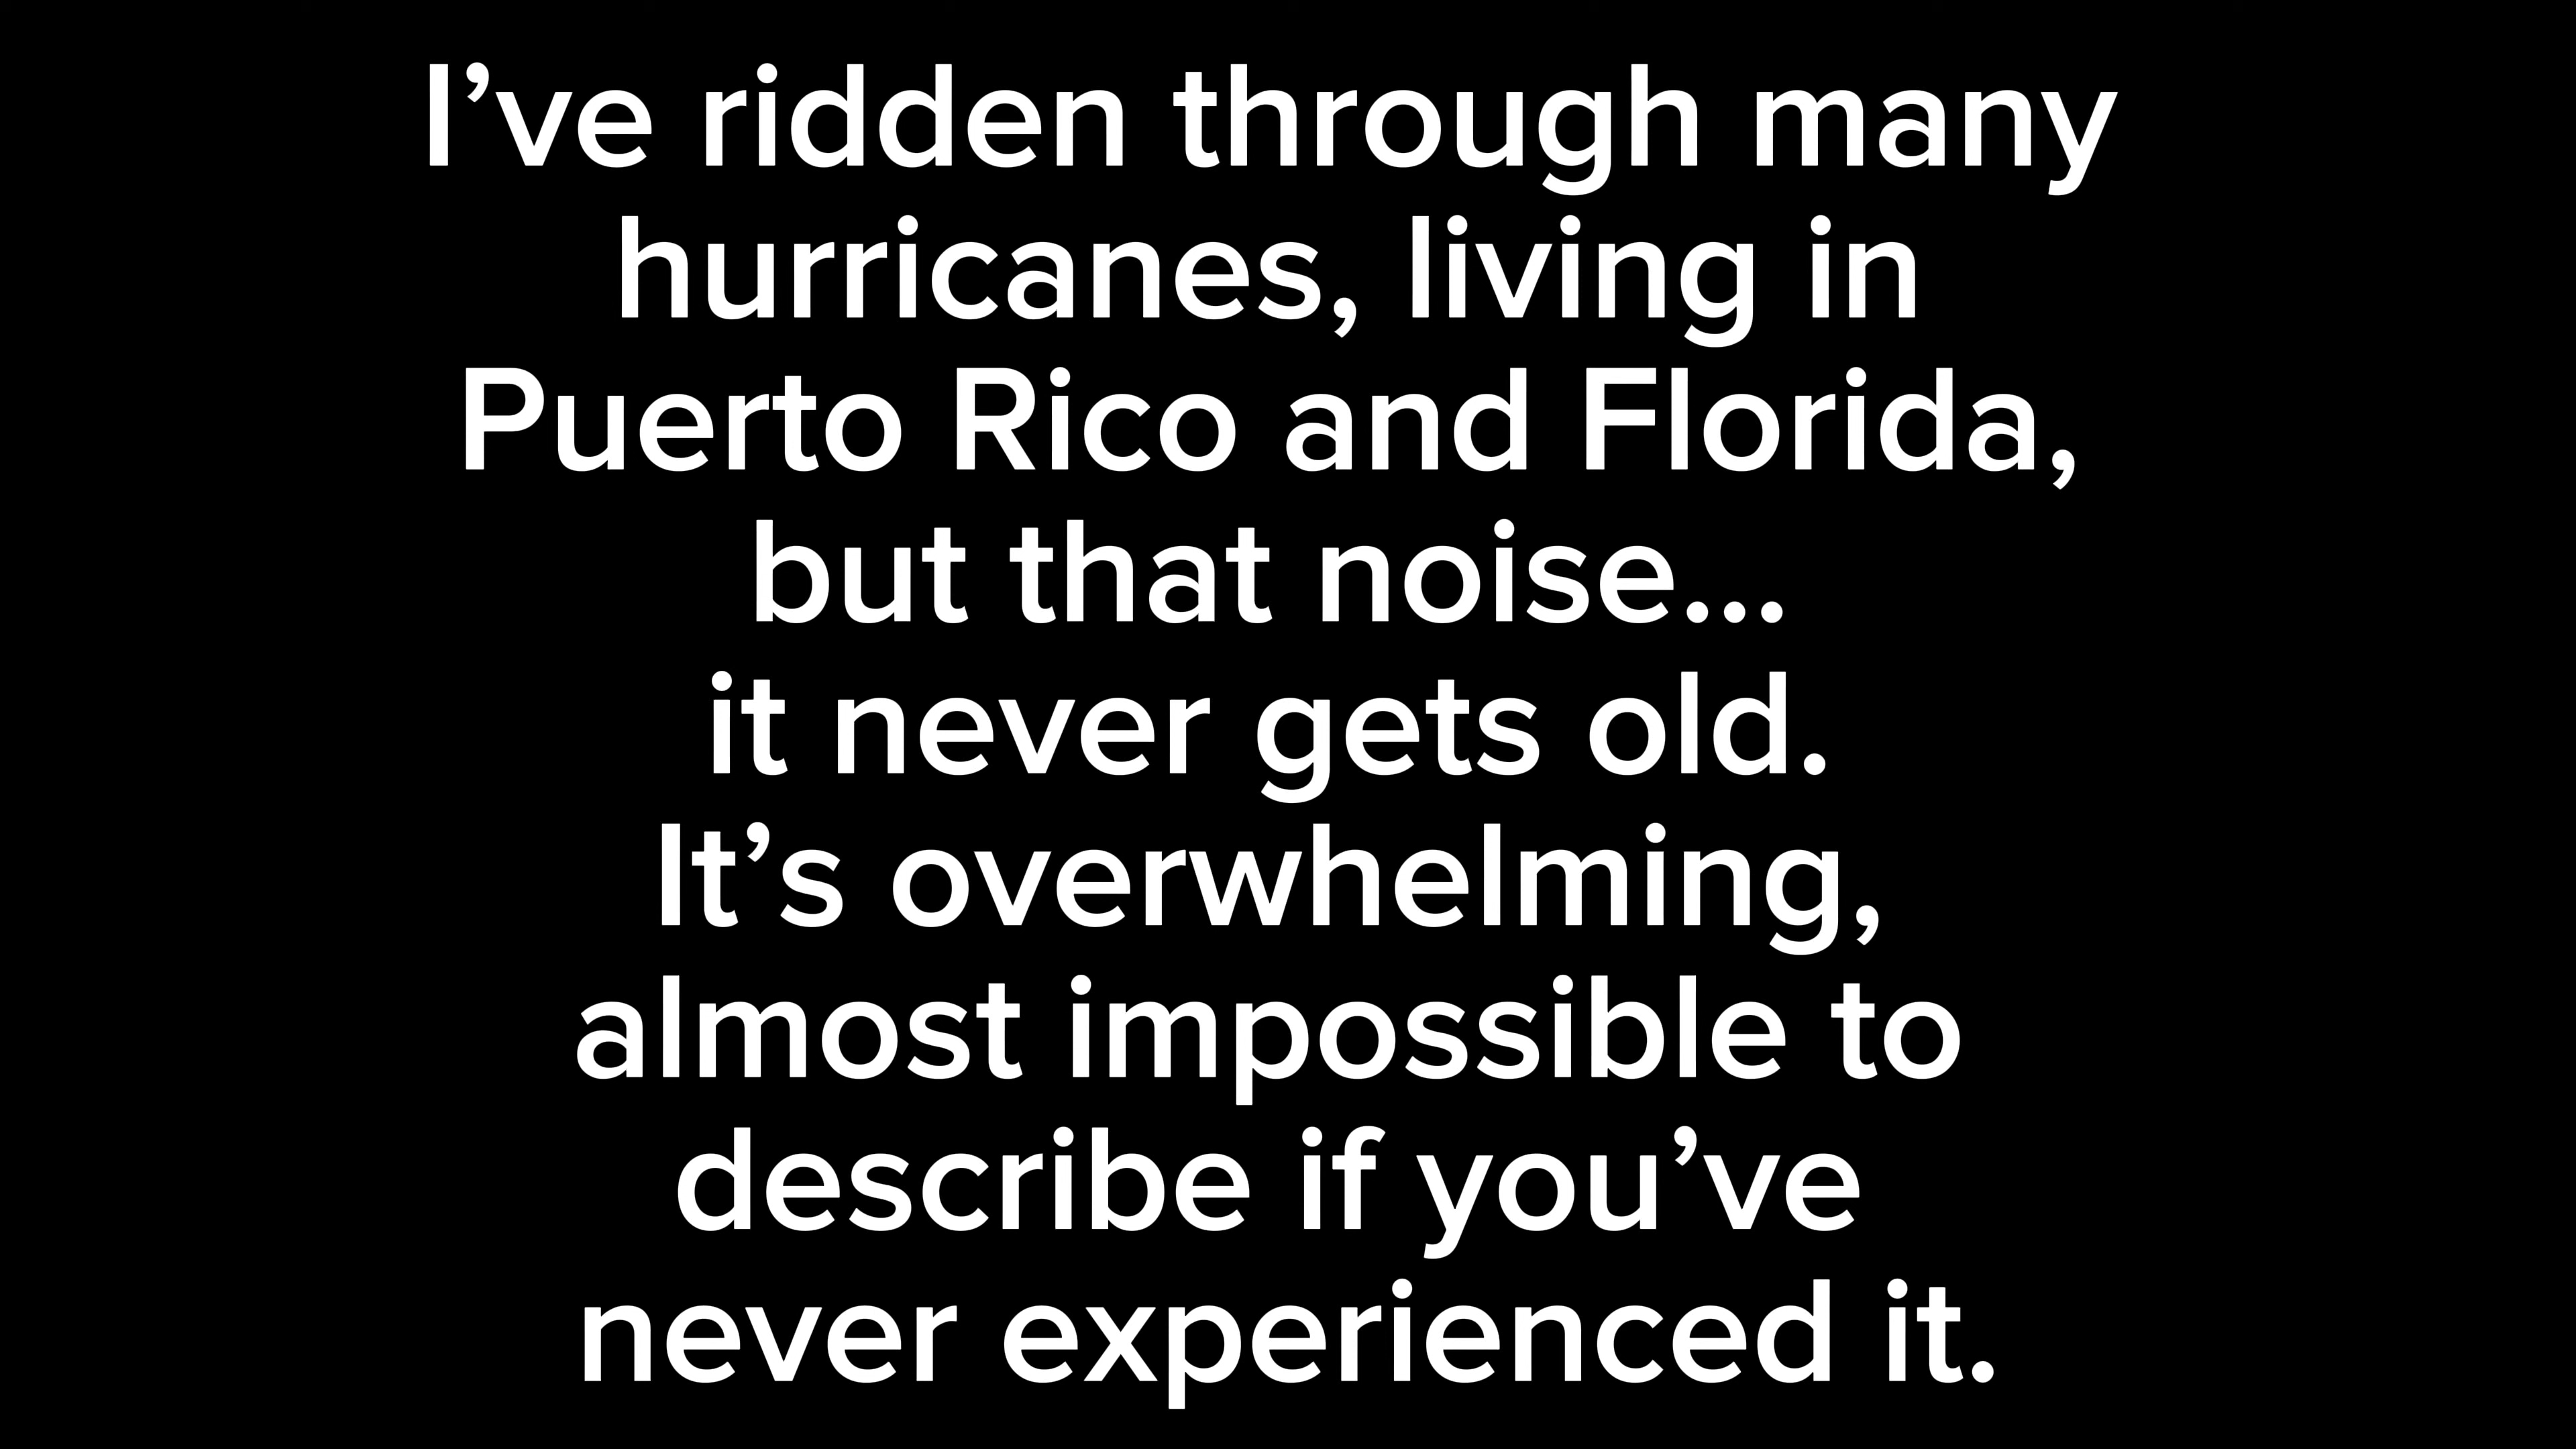 I’ve ridden through many
hurricanes, living in
Puerto Rico and Florida,
but that noise...
it never gets old.
It’s overwhelming,
almost impossible to
describe if you’ve
never experienced it.